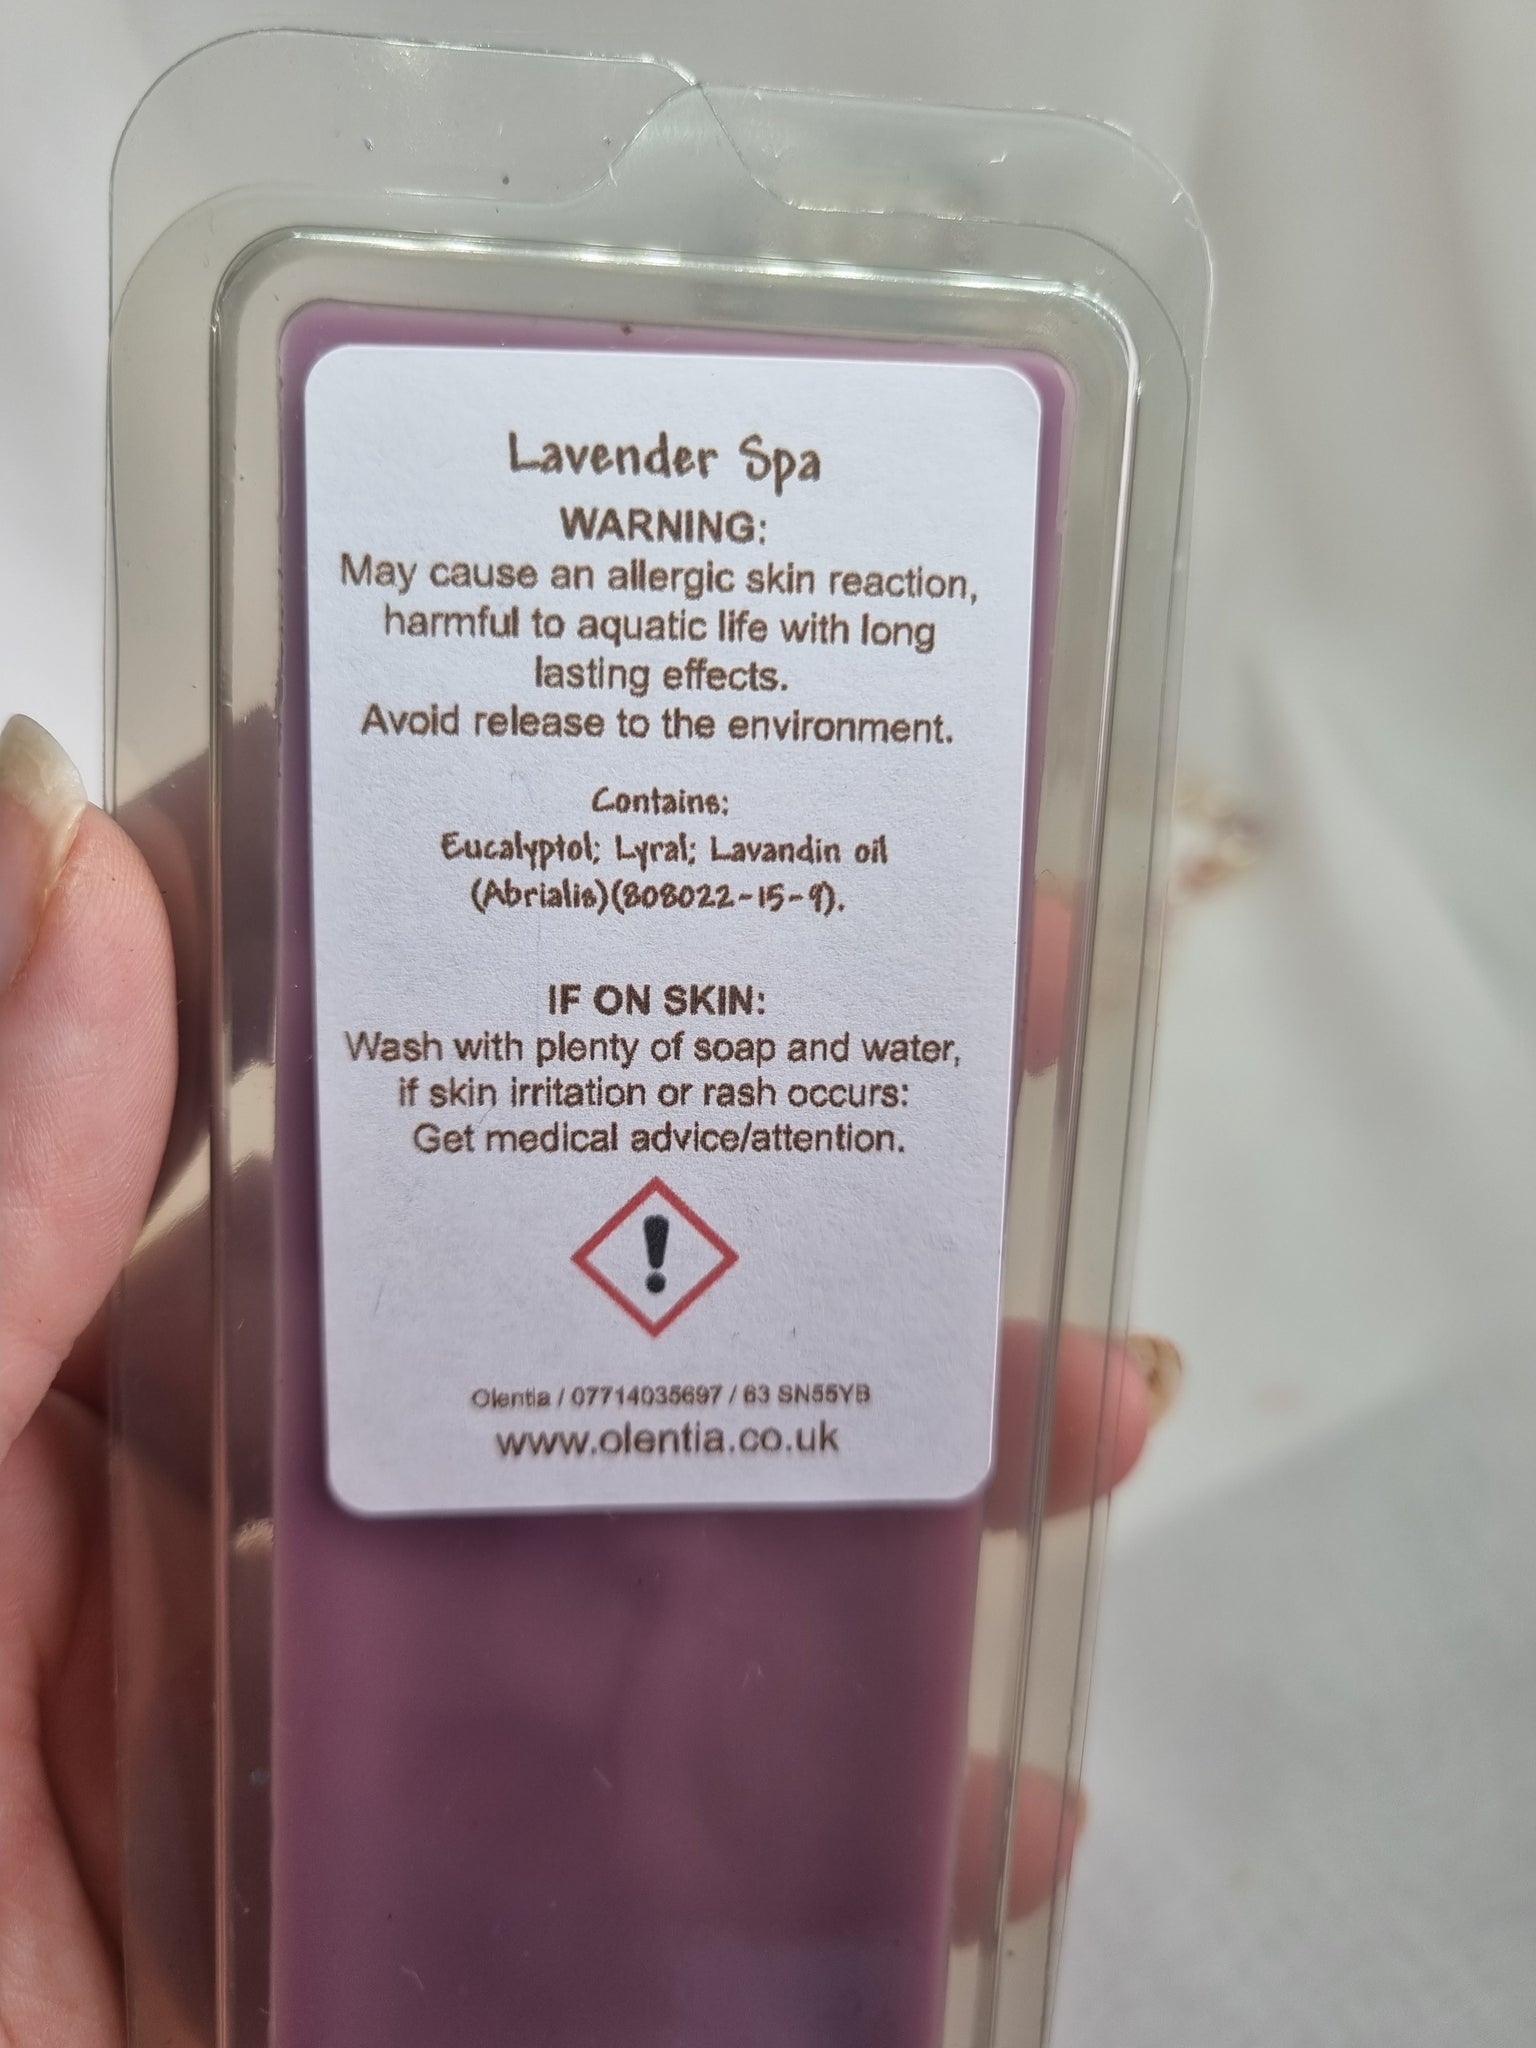 Lavender Spa
WARNING:
May cause an allergic skin reaction,
harmful to aquatic life with long
lasting effects.
Avoid release to the environment.
Contains:
Eucalyptol; Lyral; Lavandin oil
(Abrialis)(808022-15-9).
IF ON SKIN:
Wash with plenty of soap and water,
if skin irritation or rash occurs:
Get medical advice/attention.
Olentia / 07714035697 / 63 SN55YB
www.olentia.co.uk